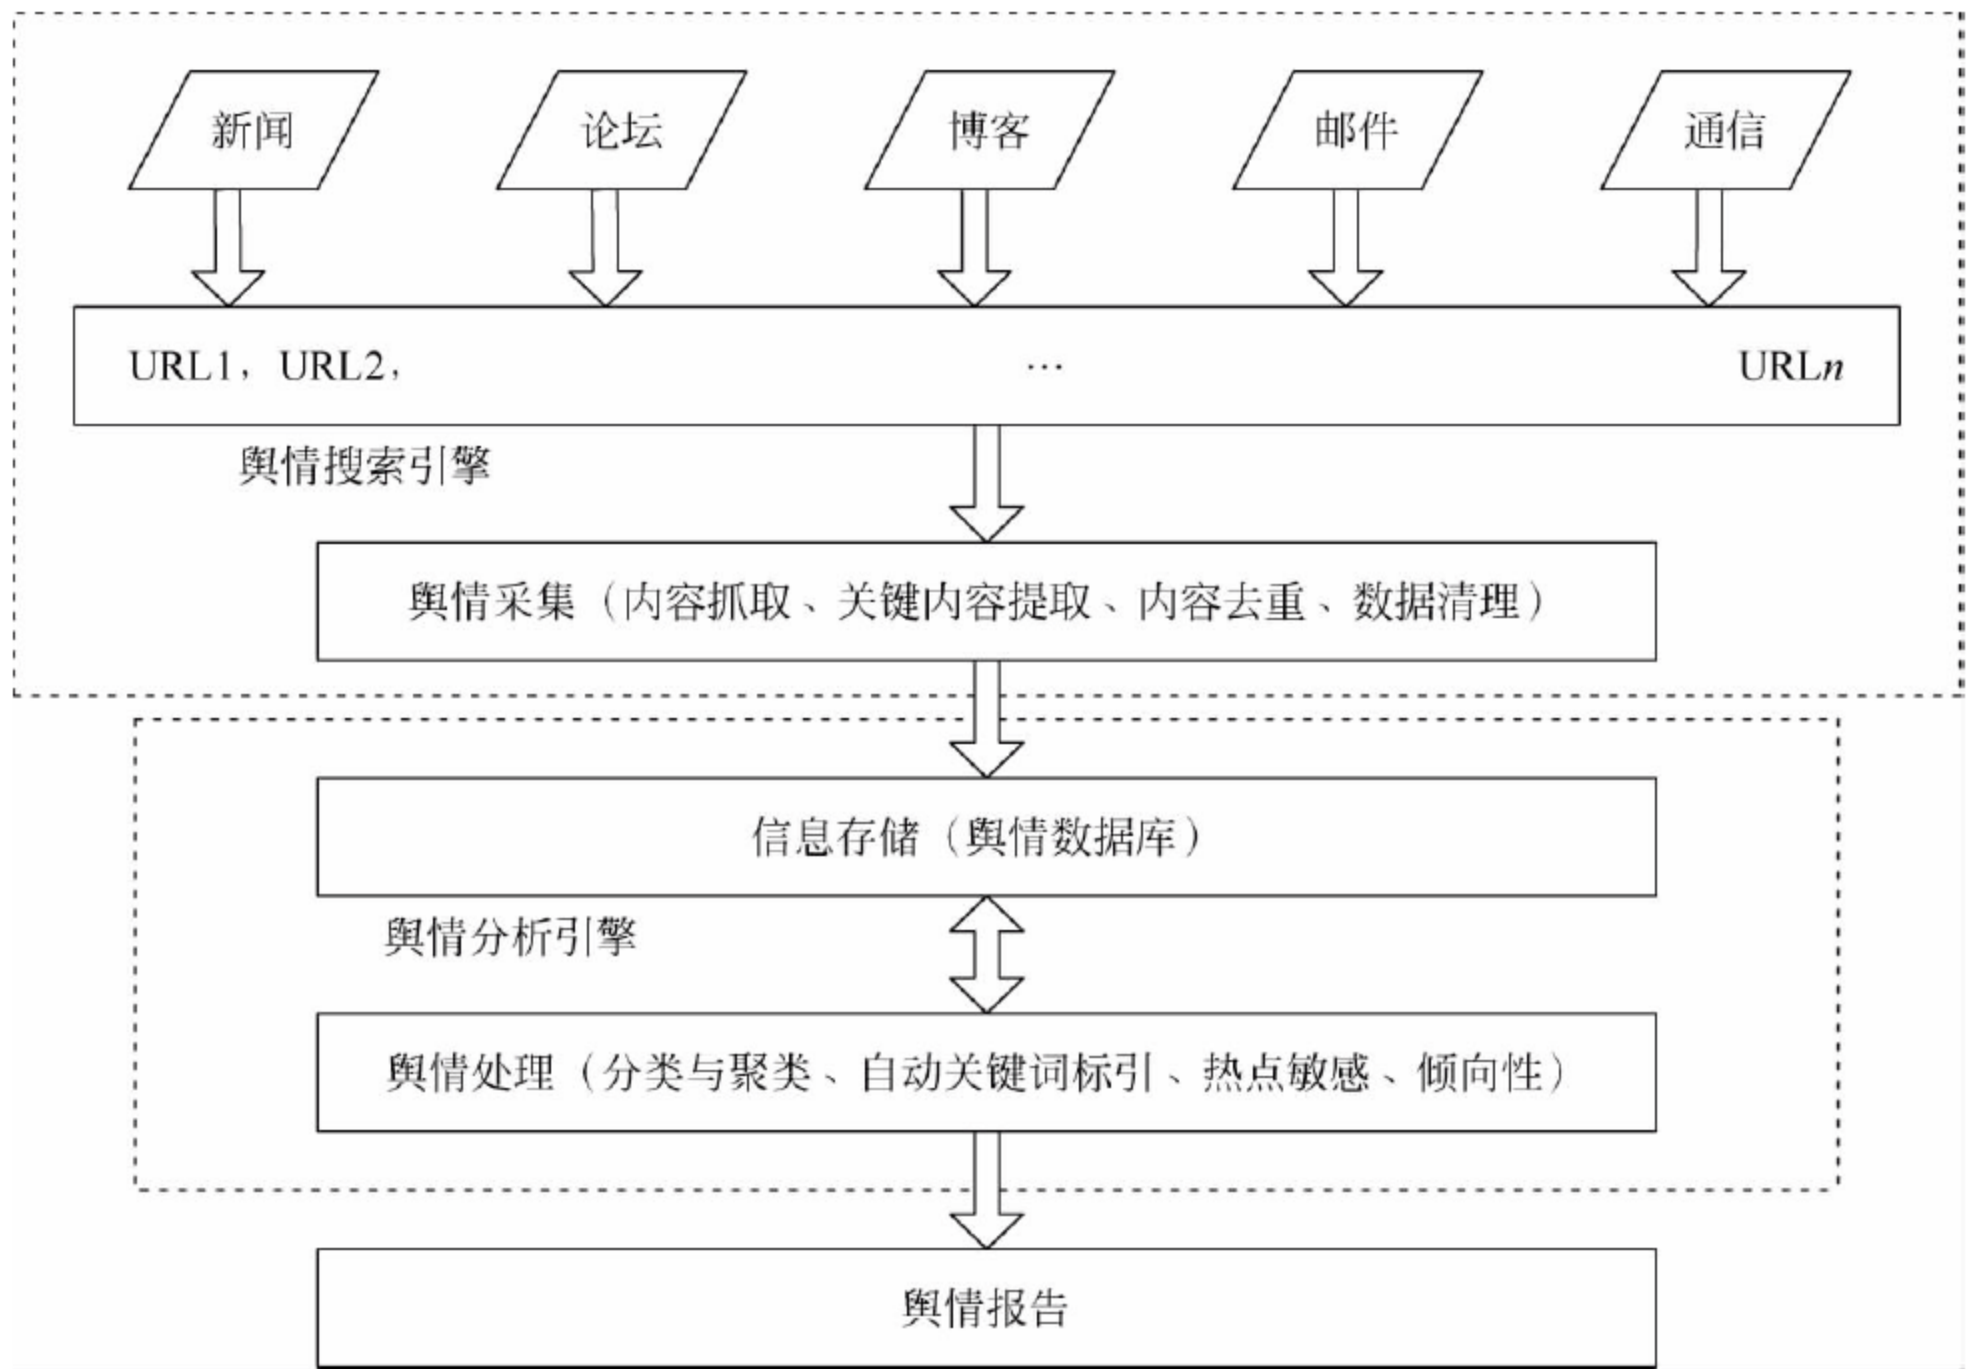 新闻
论坛
博客
邮件
通信
URL1，URL2，
…
URLn
舆情搜索引擎
舆情采集（内容抓取、关键内容提取、内容去重、数据清理）
信息存储（舆情数据库）
舆情分析引擎
舆情处理（分类与聚类、自动关键词标引、热点敏感、倾向性）
舆情报告